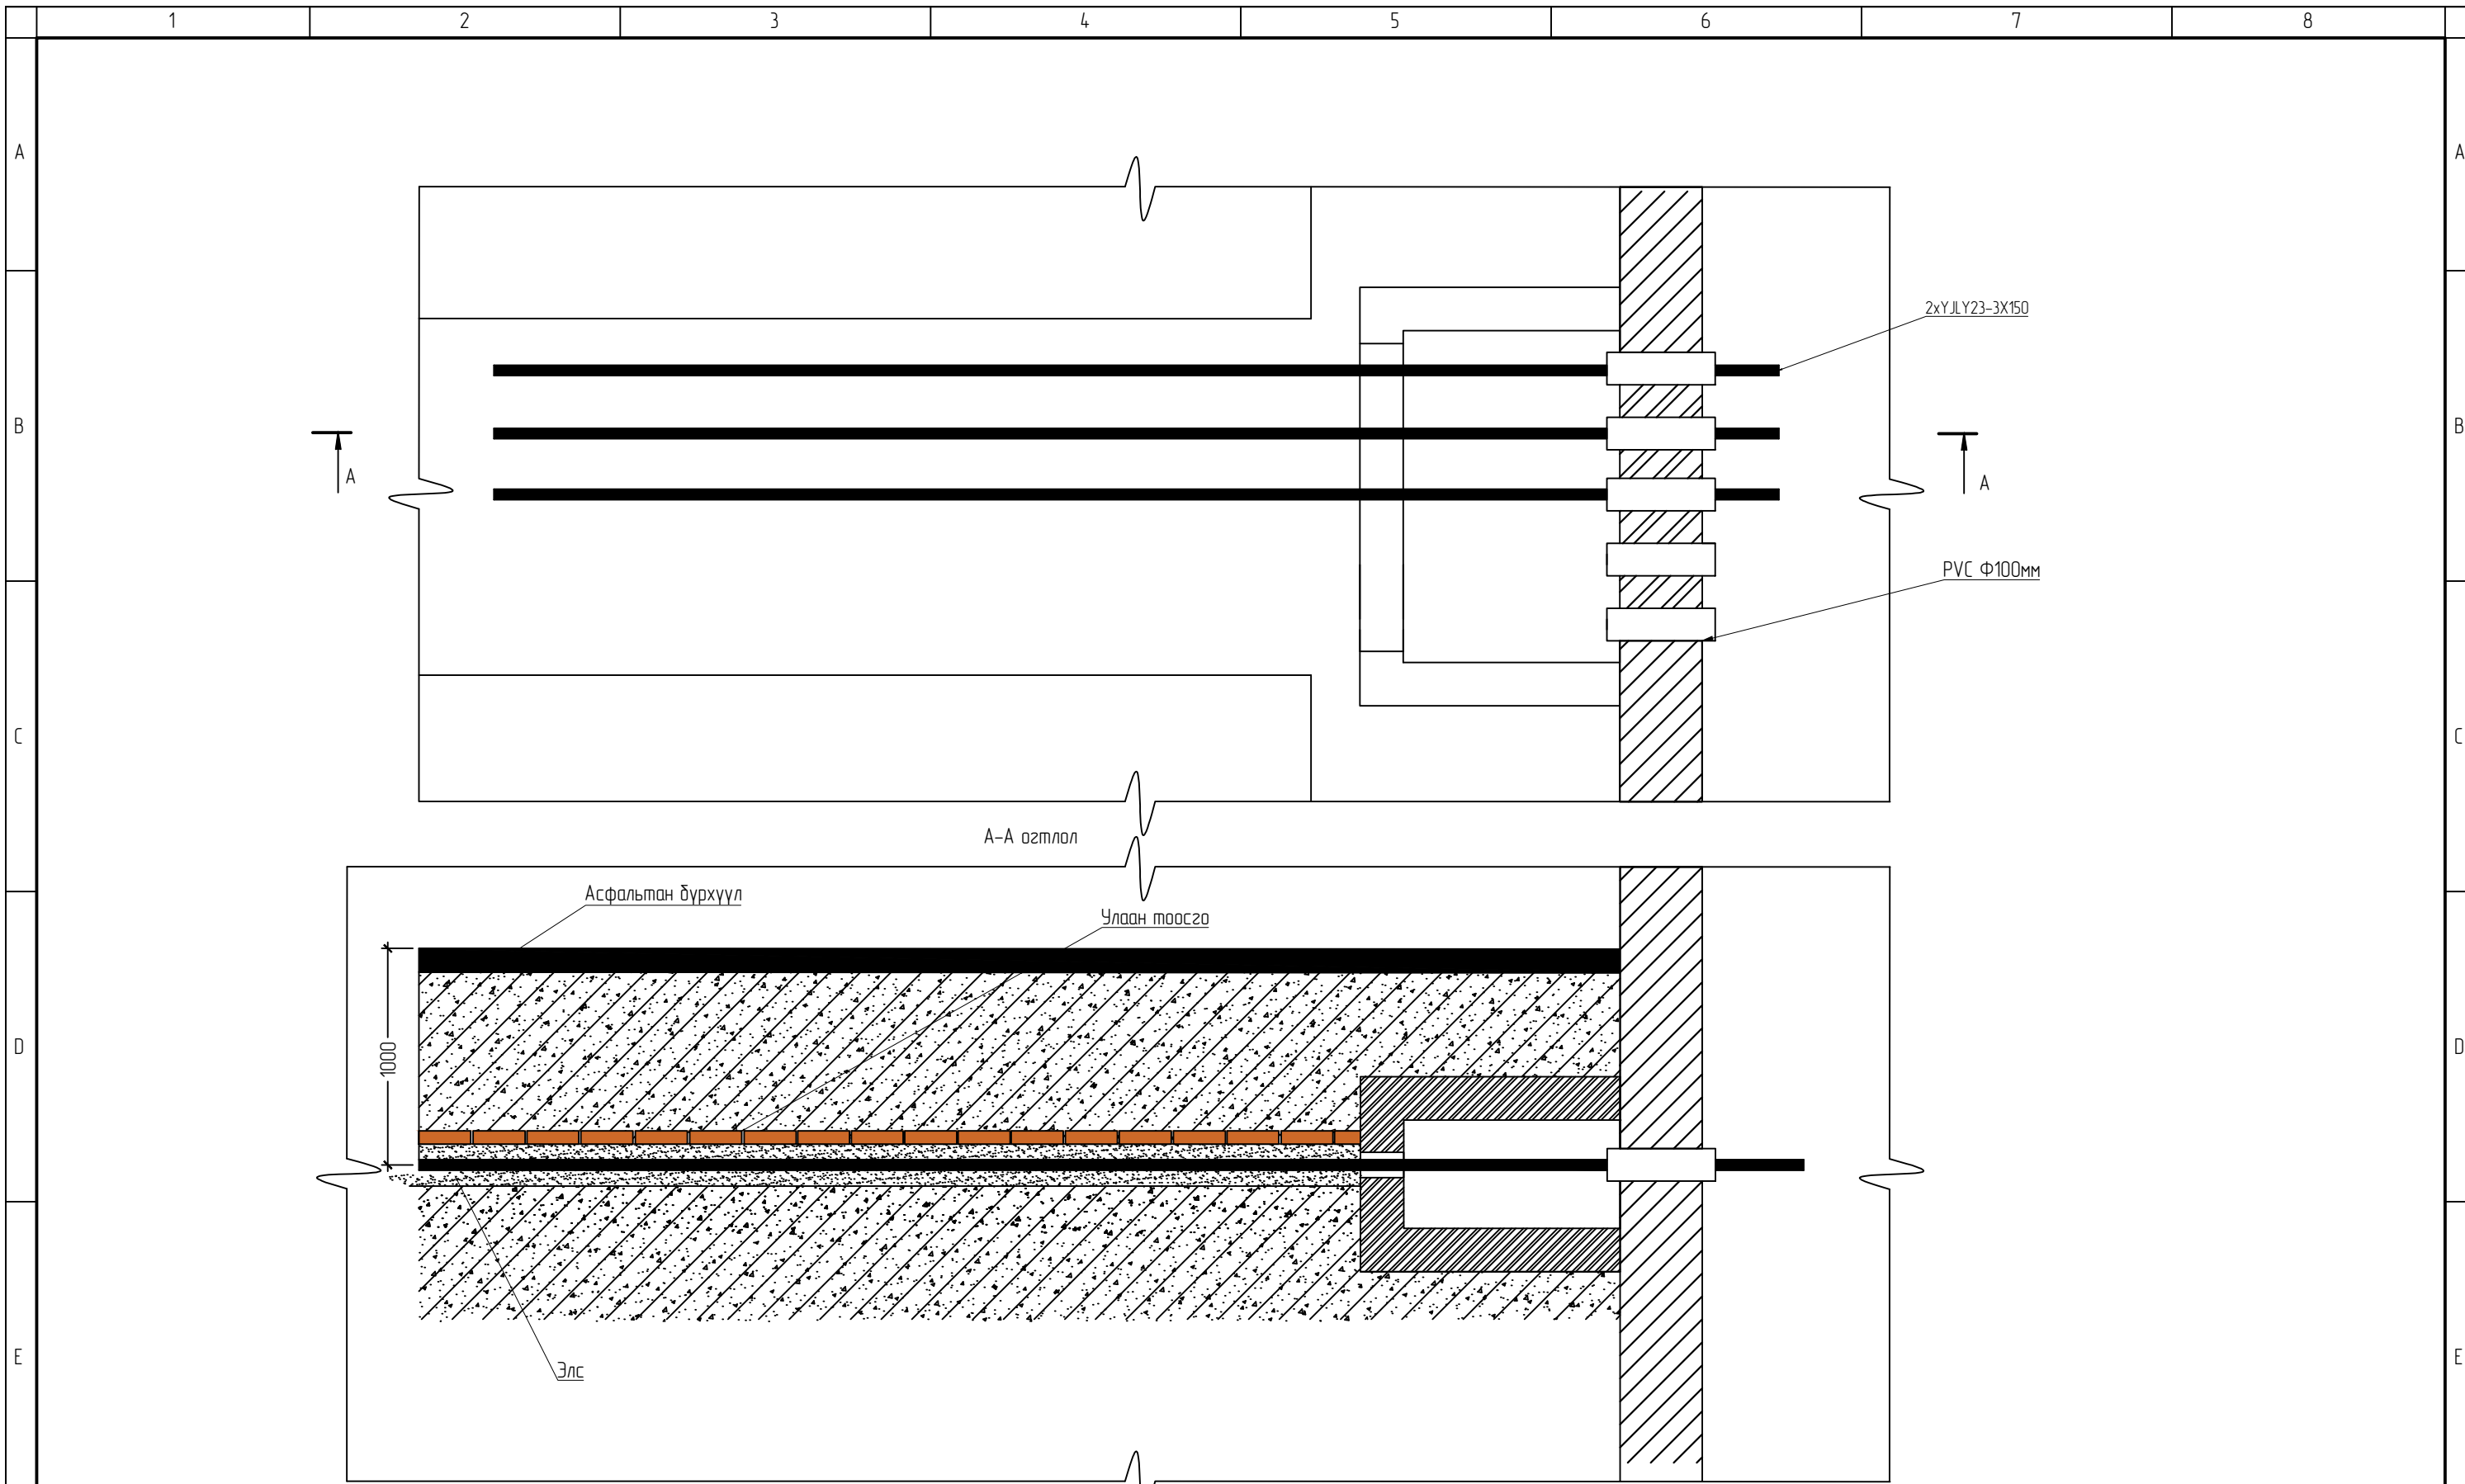 1 2 3 4 5 6 7 8
A A
2xYJLY23-3X150
B B
A A
PVC Ф100мм
C C
A-A огтлол
Асфальтан бүрхүүл
Улаан тоосго
1000
D D
E E
Элс